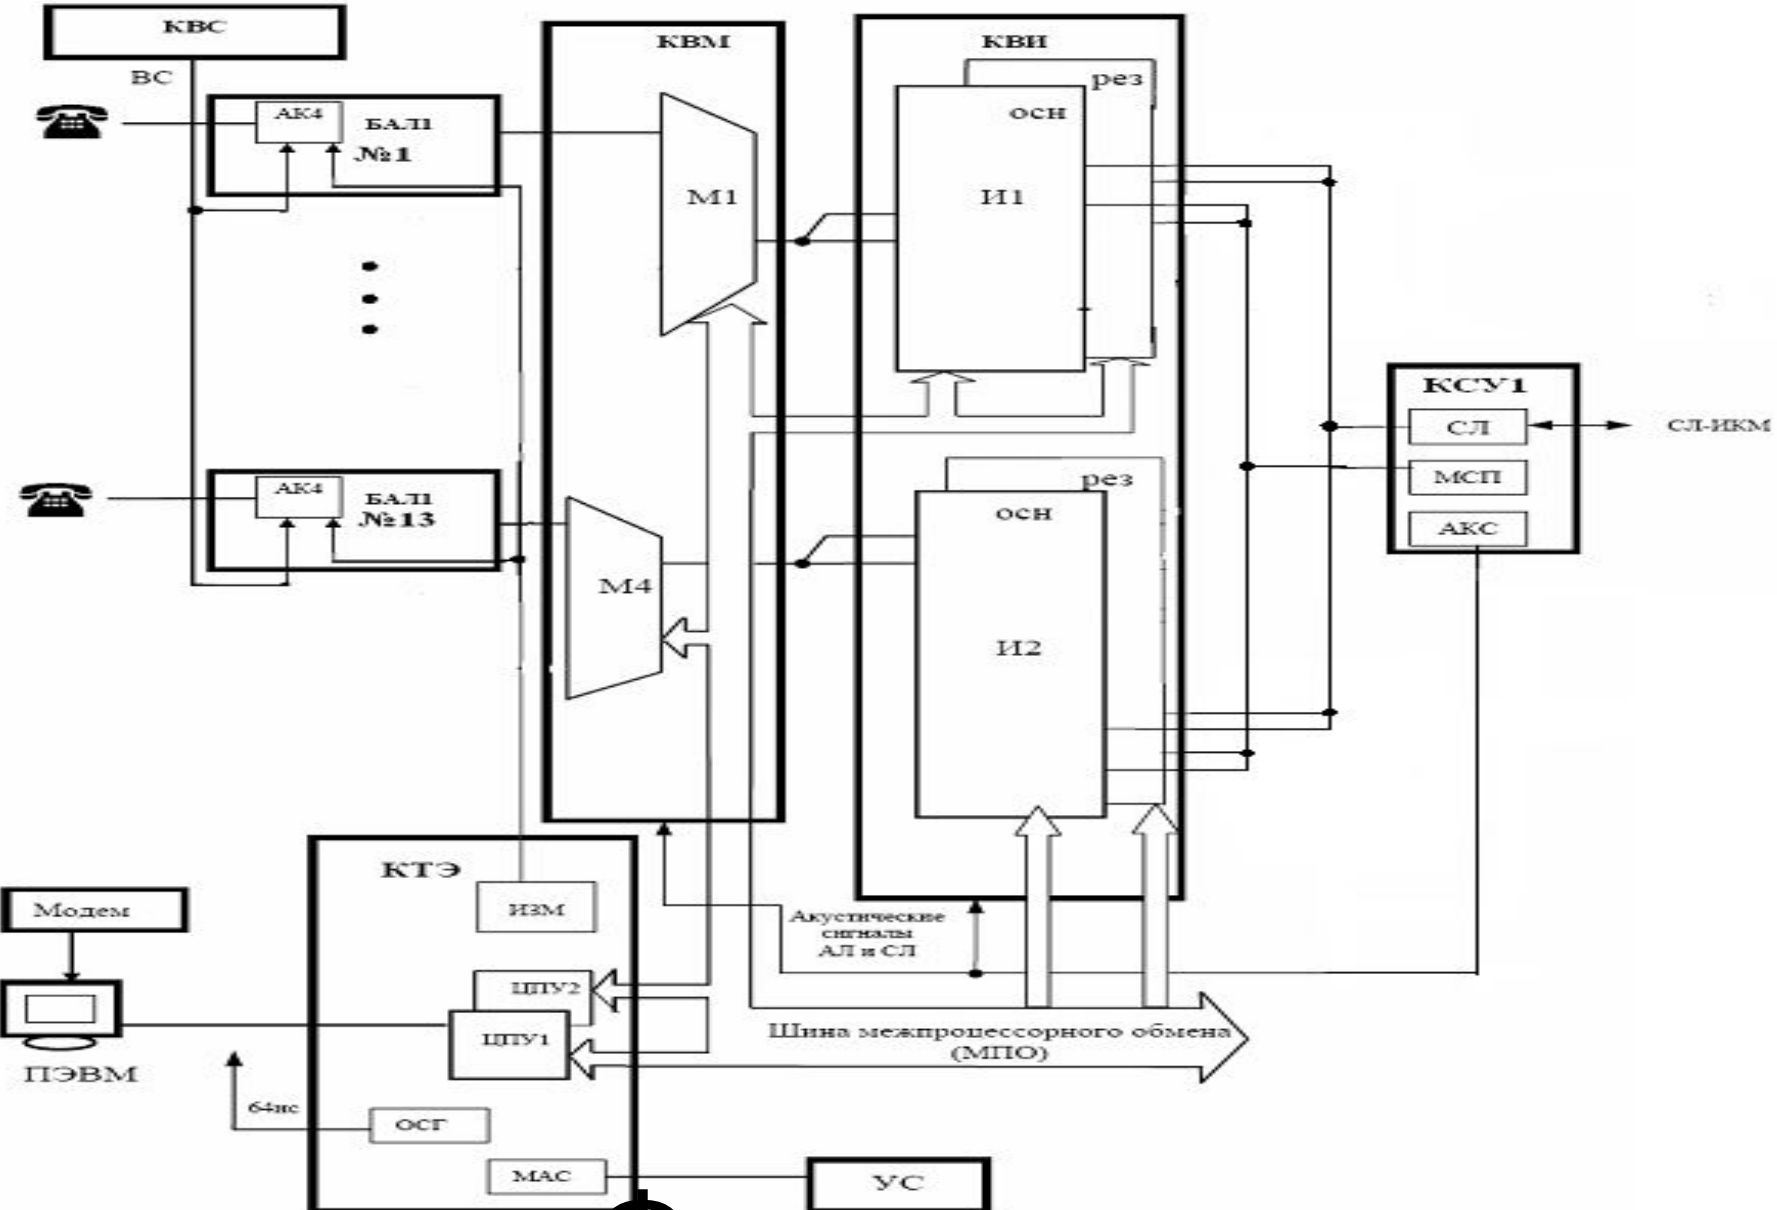 КВС
КВМ
КВИ
ВС
рез
АК4
БАЛ1
№1
осн
М1
И1
КСУ1
СЛ
СЛ-ИКМ
МСП
АКС
АК4
БАЛ1
№13
рез
осн
М4
И2
КТЭ
ИЗМ
Модем
Акустические
сигналы
АЛ и СЛ
ЦПУ2
ЦПУ1
Шина межпроцессорного обмена
(МПО)
ПЭВМ
64нс
ОСГ
МАС
УС